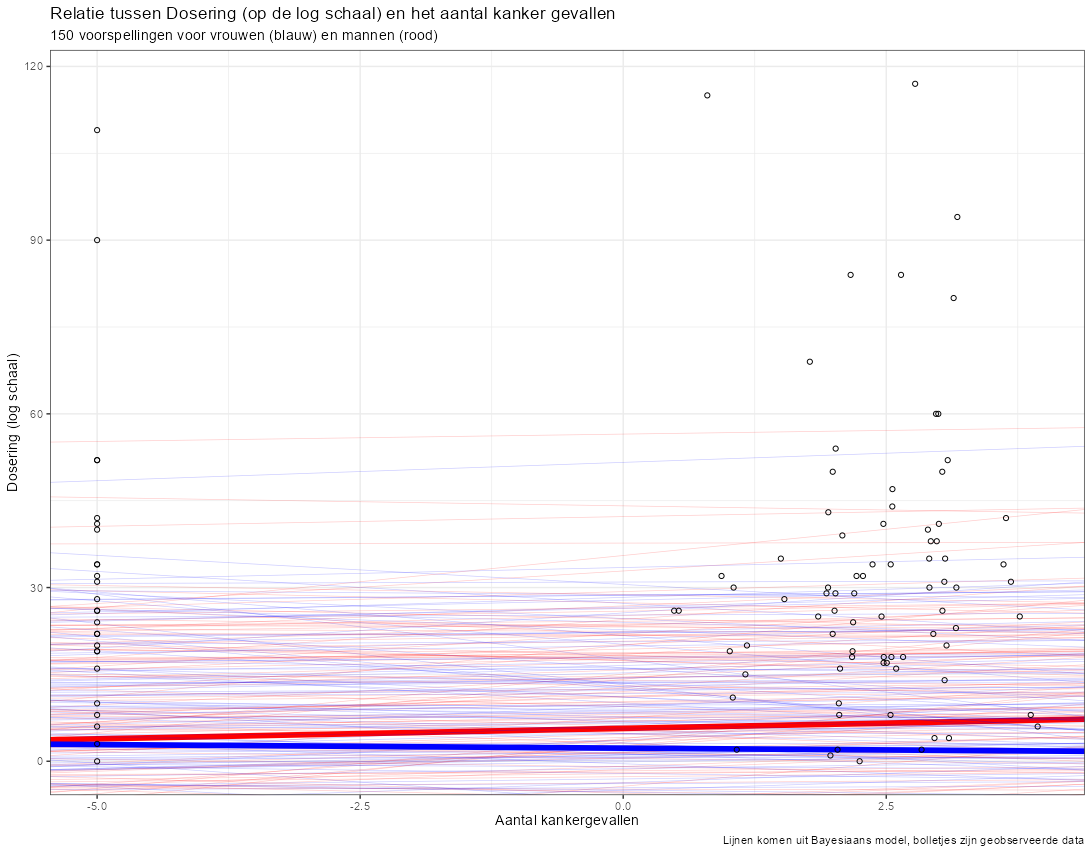 Relatie tussen Dosering (op de log schaal) en het aantal kanker gevallen
150 voorspellingen voor vrouwen (blauw) en mannen (rood)
120
90
60
30
0
Dosering (log schaal)
-5.0
-2.5
0.0
2.5
Aantal kankergevallen
Lijnen komen uit Bayesiaans model, bolletjes zijn geobserveerde data